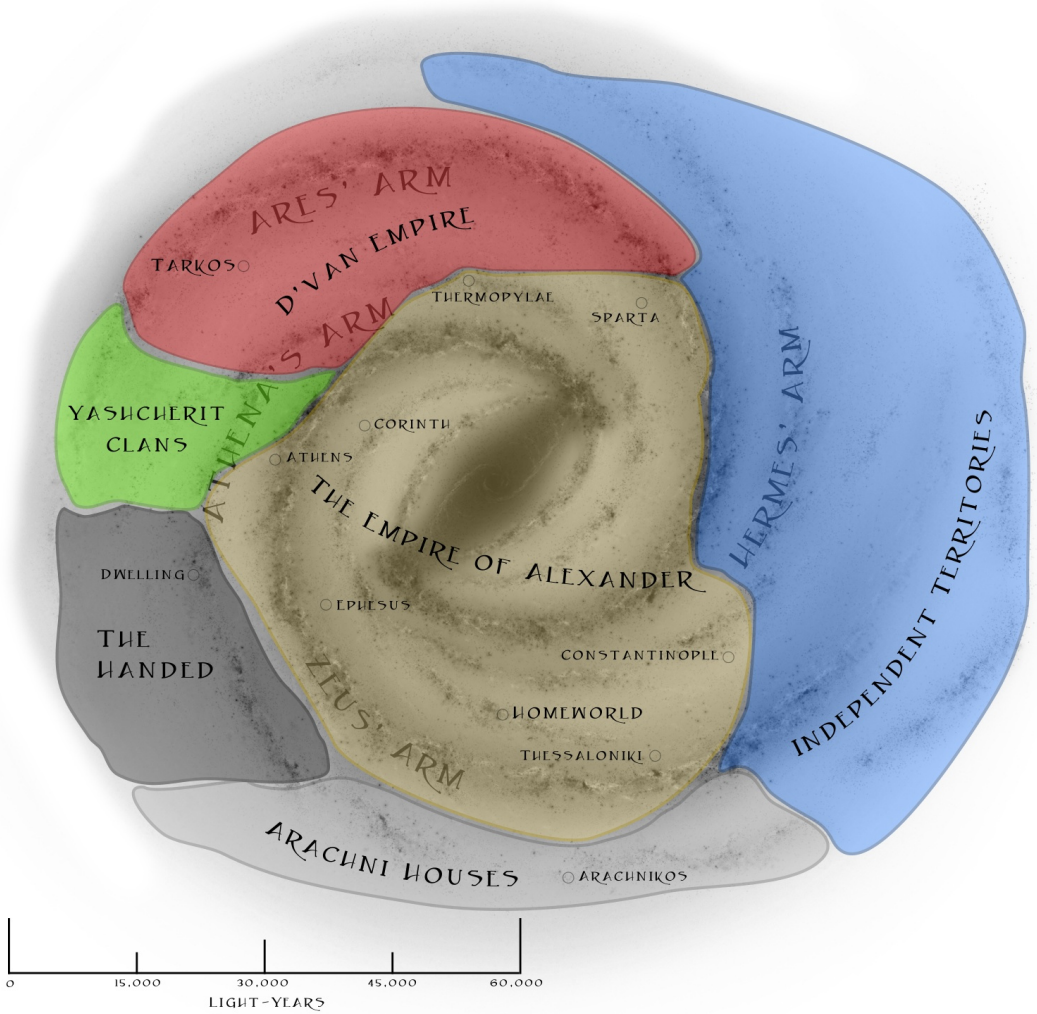 ARES' ARM
D'VAN EMPIRE
TARKOS
THERMOPYLAE
SPARTA
ATHENA'S ARM
YASHCHERIT
CLANS
CORINTH
ATHENS
THE EMPIRE OF ALEXANDER
HERMES' ARM
INDEPENDENT TERRITORIES
DWELLING
EPHESUS
THE
HANDED
CONSTANTINOPLE
ZEUS' ARM
HOMEWORLD
THESSALONIKI
ARACHNI HOUSES
ARACHNIKOS
0 15.000 30.000 45.000 60.000
LIGHT-YEARS